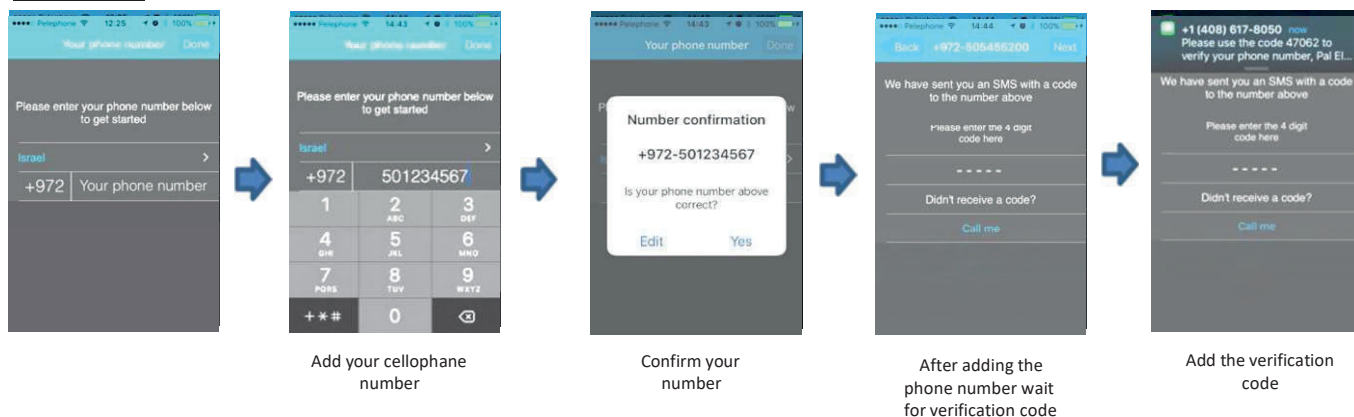 Pelephone 12:25 100%
Your phone number Done
Please enter your phone number below
to get started
Israel >
+972 Your phone number
Pelephone 14:43 100%
Your phone number Done
Please enter your phone number below
to get started
Israel >
+972 501234567
1 2 3
ABC DEF
4 5 6
GHI JKL MNO
7 8 9
PQRS TUV WXYZ
+*# 0
Add your cellophane
number
Pelephone 14:43 100%
Your phone number Done
Number confirmation
+972-501234567
Is your phone number above
correct?
Edit Yes
Confirm your
number
Pelephone 14:44 100%
Back +972-505455200 Next
We have sent you an SMS with a code
to the number above
Please enter the 4 digit
code here
- - - - -
Didn't receive a code?
Call me
After adding the
phone number wait
for verification code
+1 (408) 617-8050 now
Please use the code 47062 to
verify your phone number, Pal El...
We have sent you an SMS with a code
to the number above
Please enter the 4 digit
code here
- - - - -
Didn't receive a code?
Call me
Add the verification
code